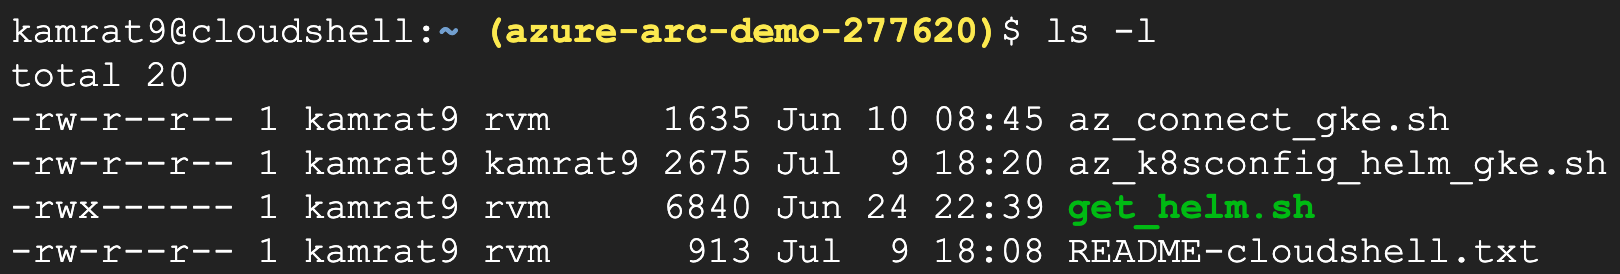 kamrat9@cloudshell:~ (azure-arc-demo-277620)$ ls -l
total 20
-rw-r--r-- 1 kamrat9 rvm     1635 Jun 10 08:45 az_connect_gke.sh
-rw-r--r-- 1 kamrat9 kamrat9 2675 Jul  9 18:20 az_k8sconfig_helm_gke.sh
-rwx------ 1 kamrat9 rvm     6840 Jun 24 22:39 get_helm.sh
-rw-r--r-- 1 kamrat9 rvm      913 Jul  9 18:08 README-cloudshell.txt